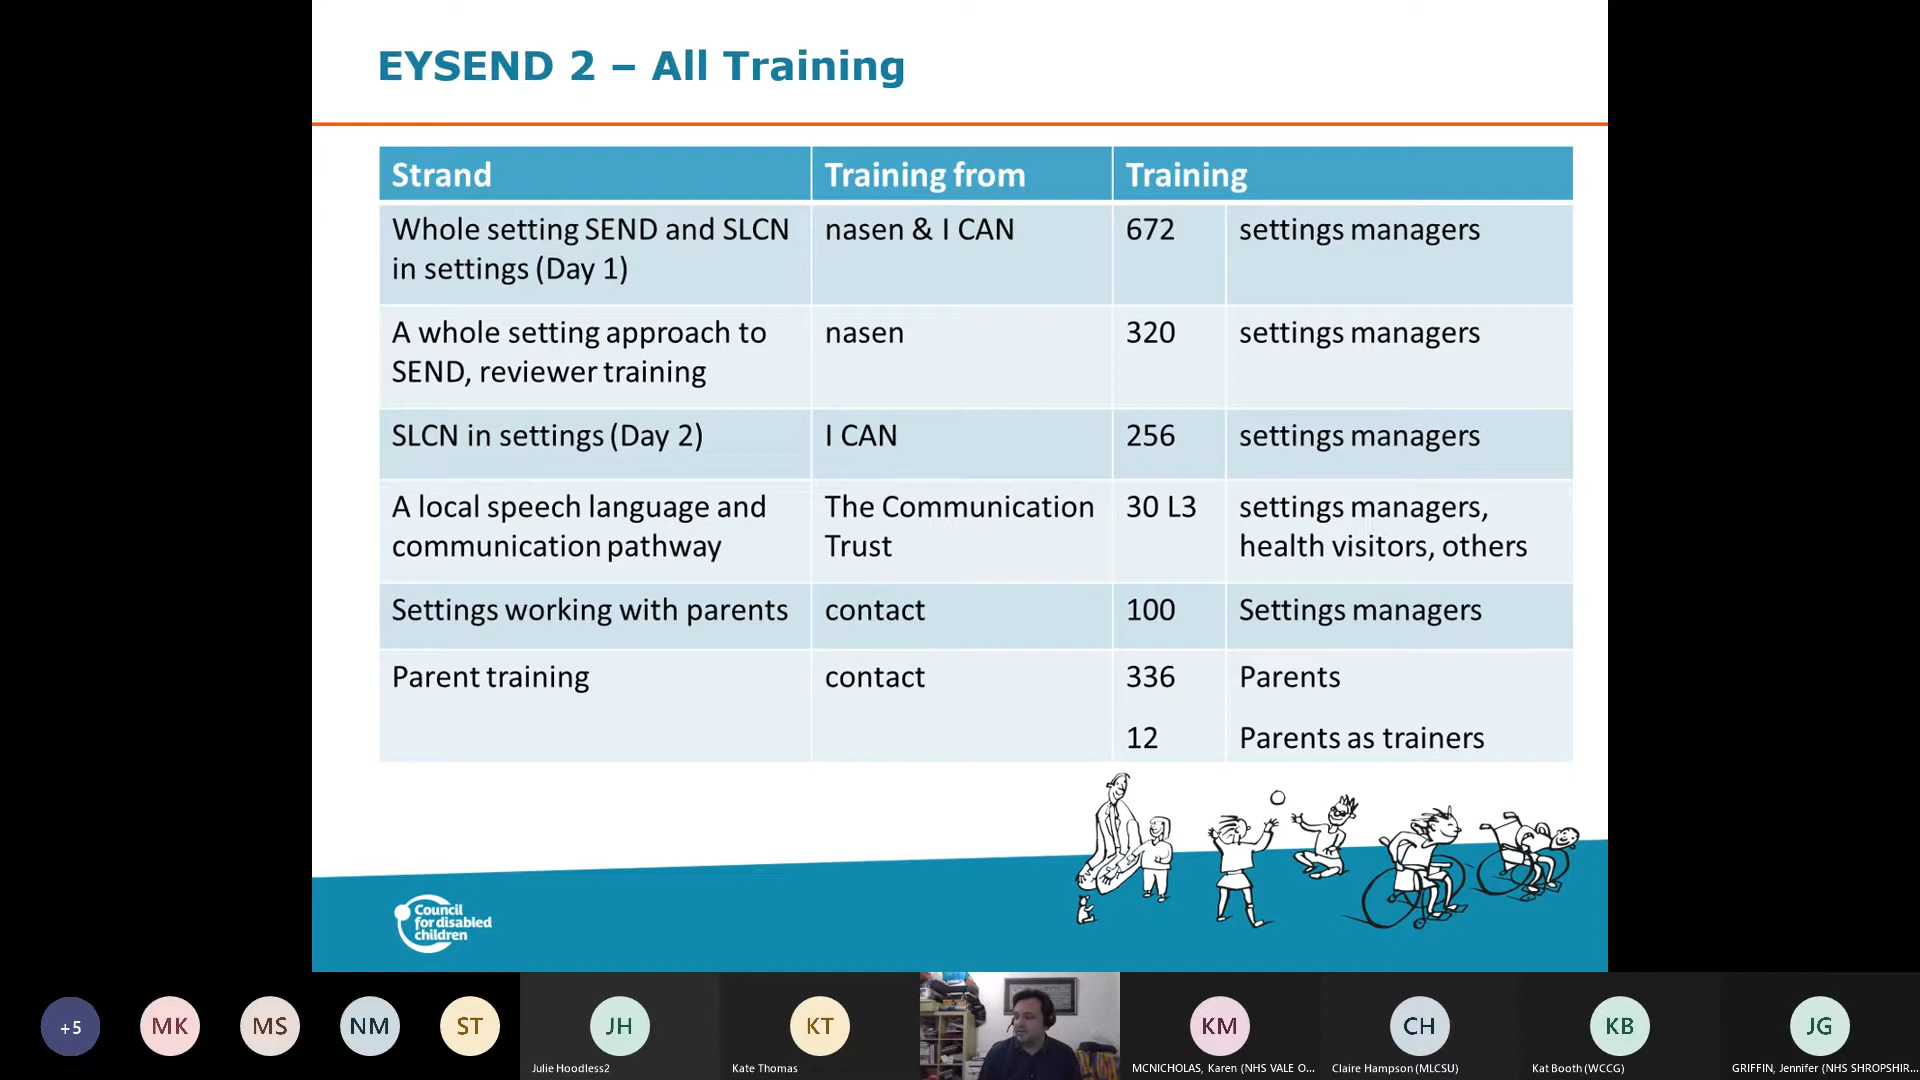 EYSEND 2 – All Training
Strand Training from Training
Whole setting SEND and SLCN nasen & I CAN 672 settings managers
in settings (Day 1)
A whole setting approach to nasen 320 settings managers
SEND, reviewer training
SLCN in settings (Day 2) I CAN 256 settings managers
A local speech language and The Communication 30 L3 settings managers,
communication pathway Trust health visitors, others
Settings working with parents contact 100 Settings managers
Parent training contact 336 Parents
12 Parents as trainers
Council
for disabled
children
+5 MK MS NM ST JH KT KM CH KB JG
Julie Hoodless2 Kate Thomas MCNICHOLAS, Karen (NHS VALE O... Claire Hampson (MLCSU) Kat Booth (WCCG) GRIFFIN, Jennifer (NHS SHROPSHIR...